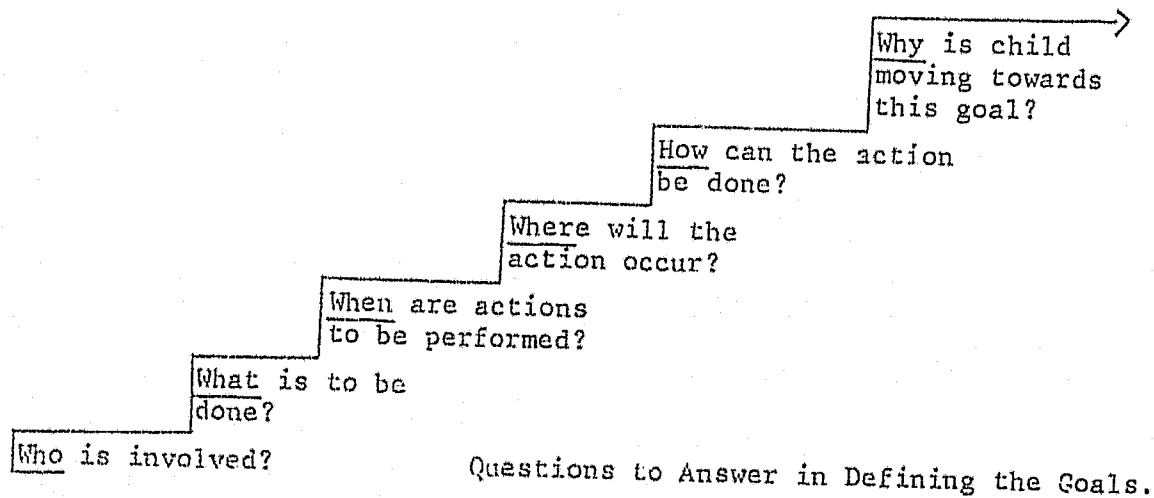 Why is child
moving towards
this goal?
How can the action
be done?
Where will the
action occur?
When are actions
to be performed?
What is to be
done?
Who is involved?
Questions to Answer in Defining the Goals.